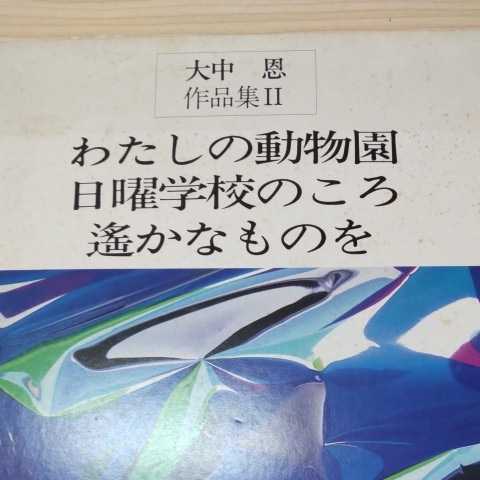 大中 恩
作品集II
わたしの動物園
日曜学校のころ
遙かなものを